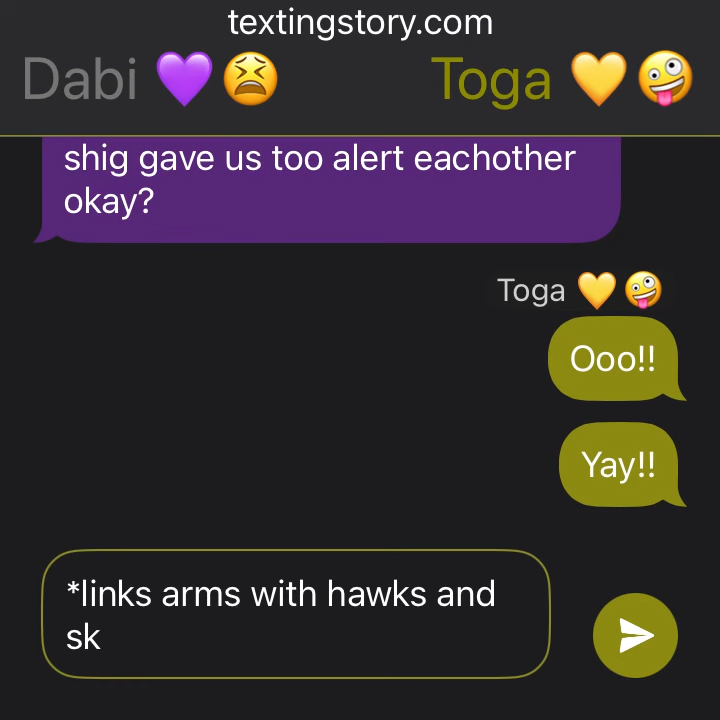 textingstory.com
Dabi 💜😫 Toga 💛🤪
shig gave us too alert eachother
okay?
Toga 💛🤪
Ooo!!
Yay!!
*links arms with hawks and
sk